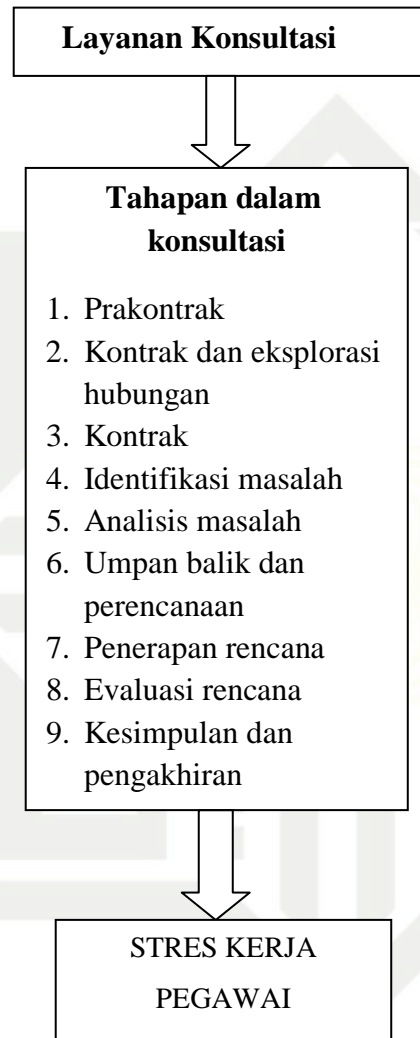 Layanan Konsultasi
Tahapan dalam
konsultasi
1. Prakontrak
2. Kontrak dan eksplorasi
hubungan
3. Kontrak
4. Identifikasi masalah
5. Analisis masalah
6. Umpan balik dan
perencanaan
7. Penerapan rencana
8. Evaluasi rencana
9. Kesimpulan dan
pengakhiran
STRES KERJA
PEGAWAI